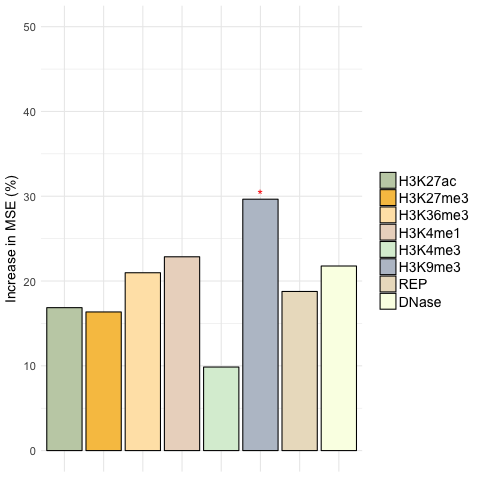 50
40
30
20
10
0
Increase in MSE (%)
*
H3K27ac
H3K27me3
H3K36me3
H3K4me1
H3K4me3
H3K9me3
REP
DNase